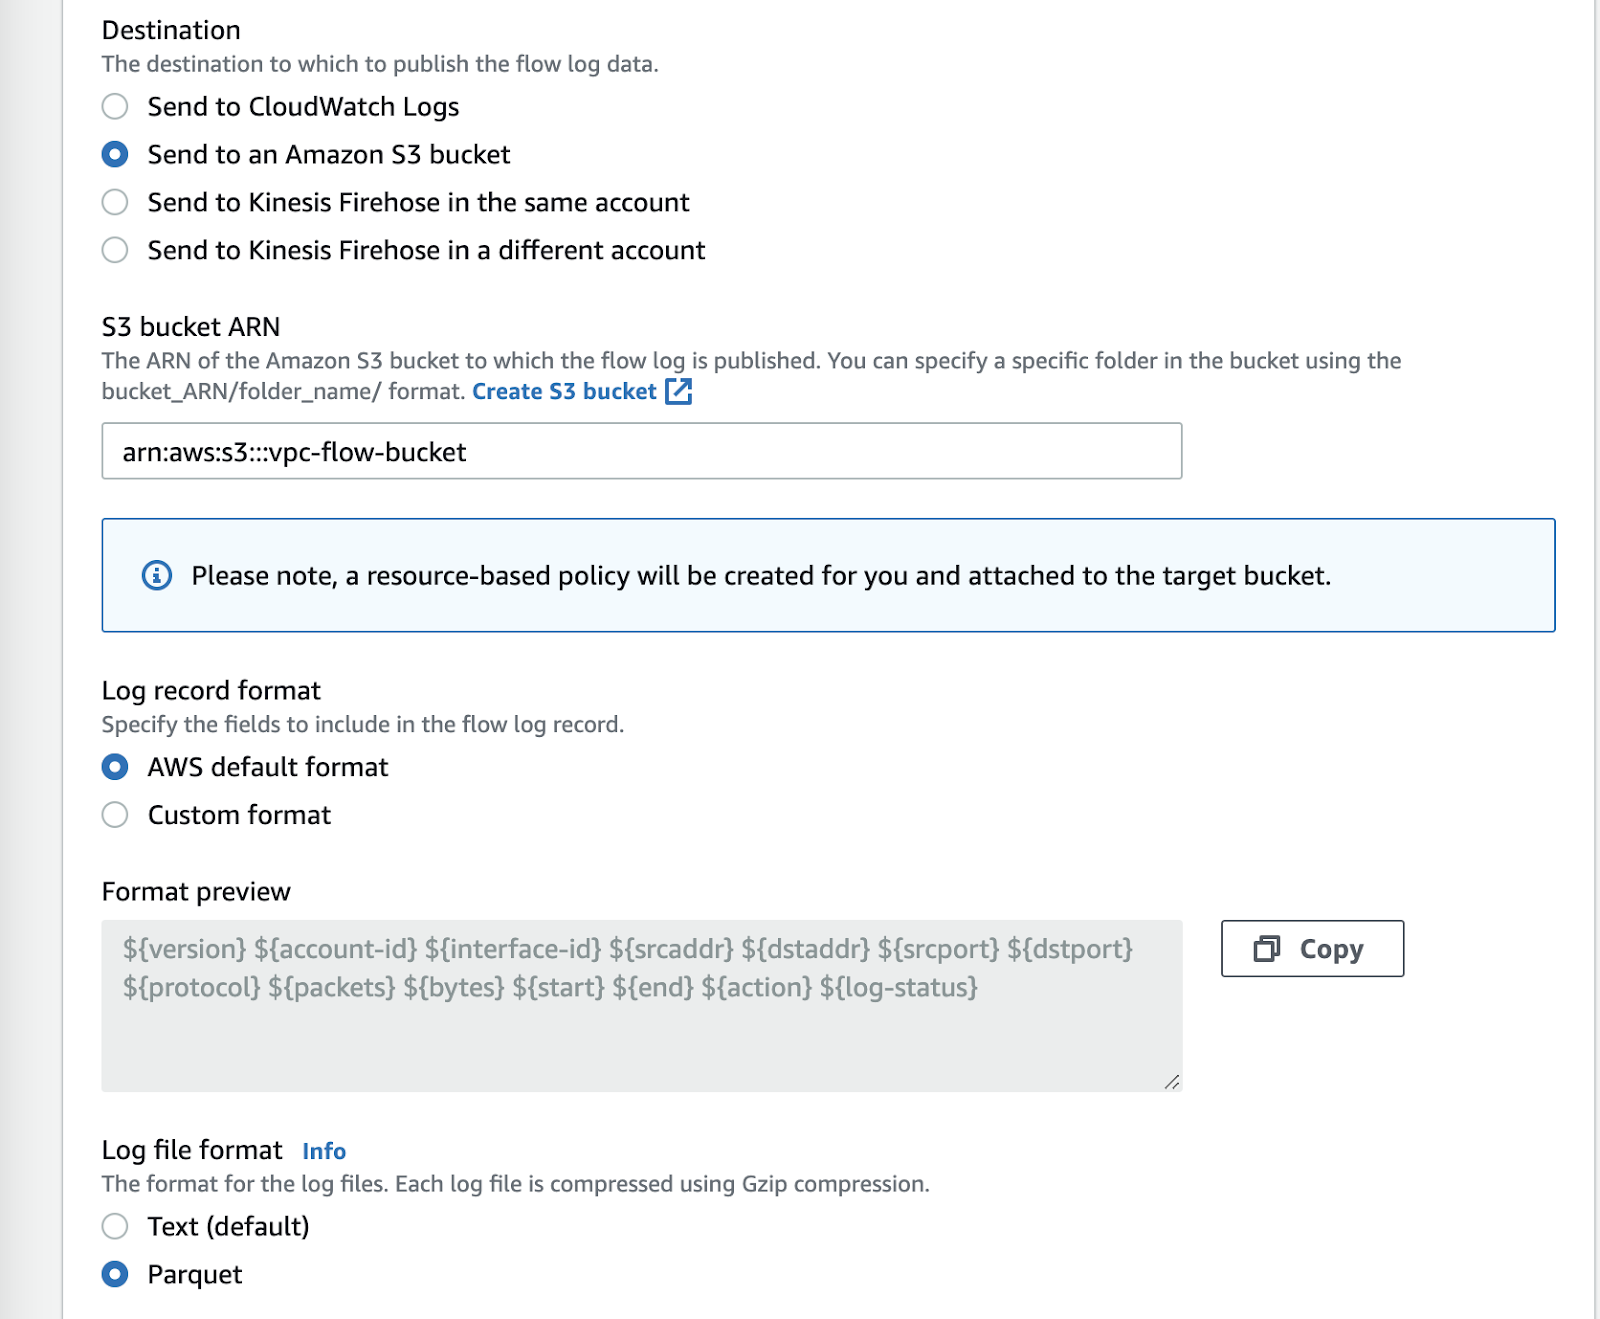 Destination
The destination to which to publish the flow log data.
Send to CloudWatch Logs
Send to an Amazon S3 bucket
Send to Kinesis Firehose in the same account
Send to Kinesis Firehose in a different account
S3 bucket ARN
The ARN of the Amazon S3 bucket to which the flow log is published. You can specify a specific folder in the bucket using the
bucket_ARN/folder_name/ format. Create S3 bucket
arn:aws:s3:::vpc-flow-bucket
Please note, a resource-based policy will be created for you and attached to the target bucket.
Log record format
Specify the fields to include in the flow log record.
AWS default format
Custom format
Format preview
${version} ${account-id} ${interface-id} ${srcaddr} ${dstaddr} ${srcport} ${dstport}
${protocol} ${packets} ${bytes} ${start} ${end} ${action} ${log-status}
Copy
Log file format Info
The format for the log files. Each log file is compressed using Gzip compression.
Text (default)
Parquet